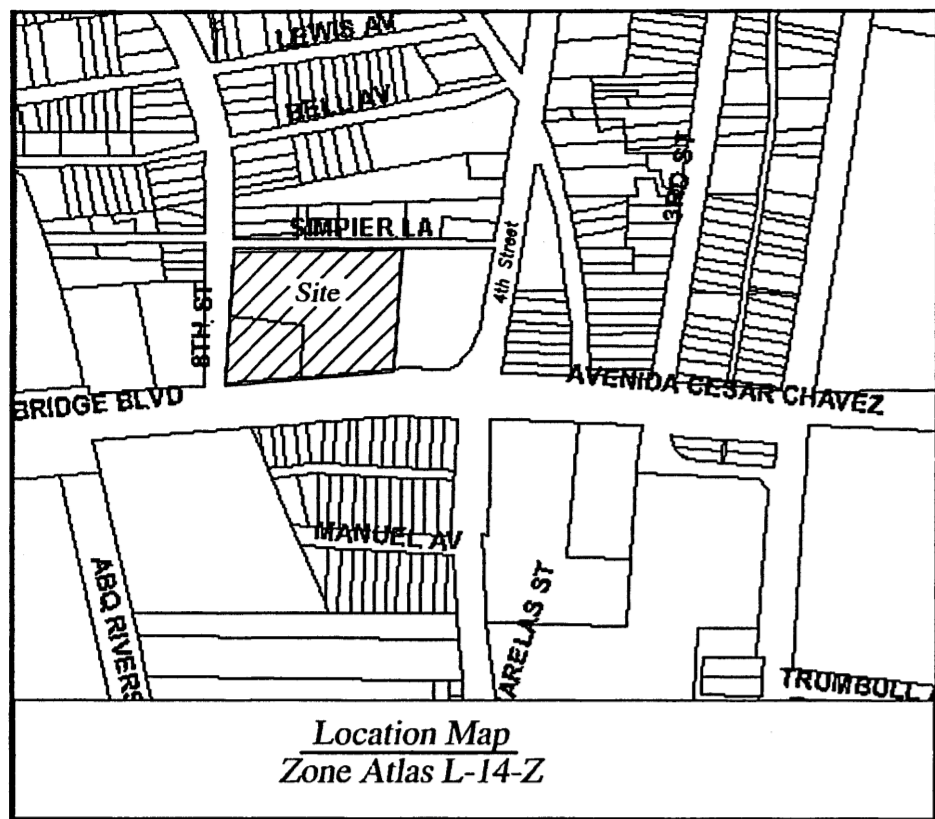 LEWIS AV
BELL AV
3RD ST
SIMPIER LA
4th Street
Site
8TH. ST
BRIDGE BLVD
AVENIDA CESAR CHAVEZ
MANUEL AV
ABQ RIVERS
ARELAS ST
TRUMBULL
Location Map
Zone Atlas L-14-Z